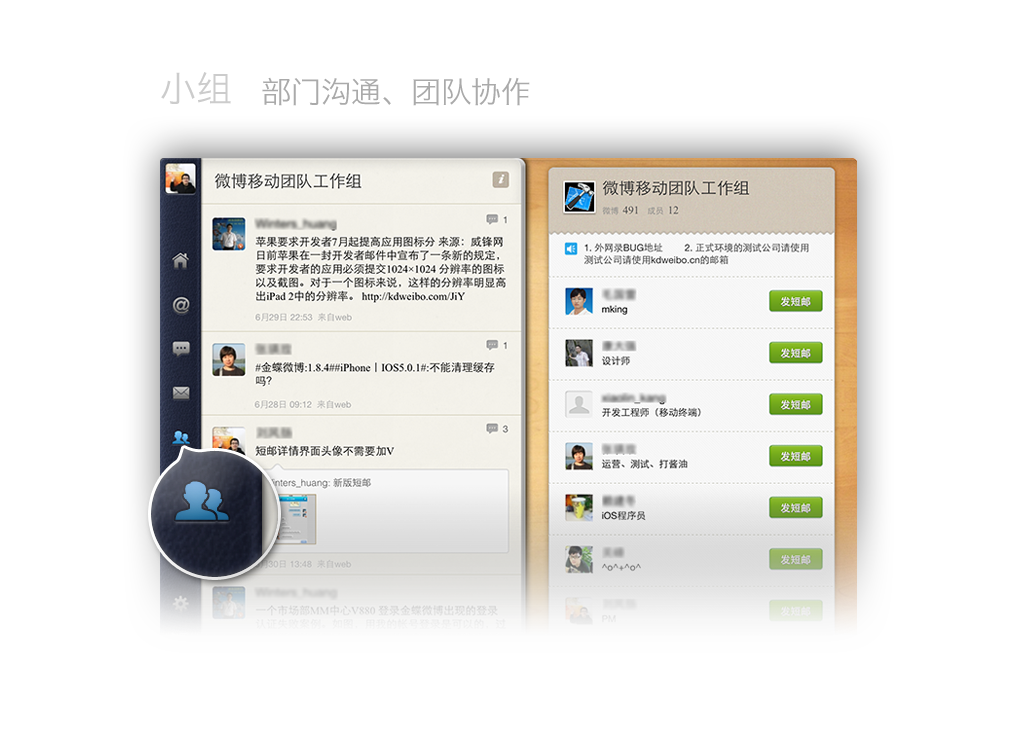 小组 部门沟通、团队协作
微博移动团队工作组
Winters_huang
1
苹果要求开发者7月起提高应用图标分 来源：威锋网
日前苹果在一封开发者邮件中宣布了一条新的规定，
要求开发者的应用必须提交1024×1024 分辨率的图标
以及截图。对于一个图标来说，这样的分辨率明显高
出iPad 2中的分辨率。 http://kdweibo.com/JiY
6月29日 22:53 来自web
1
#金蝶微博:1.8.4##iPhone丨IOS5.0.1#:不能清理缓存
吗?
6月28日 09:12 来自web
3
短邮详情界面头像不需要加V
inters_huang: 新版短邮
30日 13:48 来自web
Winters_huang
一个市场部MM中心V880 登录金蝶微博出现的登录
微博移动团队工作组
微博 491 成员 12
1. 外网录BUG地址 2. 正式环境的测试公司请使用
测试公司请使用kdweibo.cn的邮箱
mking
发短邮
设计师
发短邮
xiaolin_kang
开发工程师（移动终端）
发短邮
运营、测试、打酱油
发短邮
iOS程序员
发短邮
^o^+^o^
发短邮
PM
发短邮